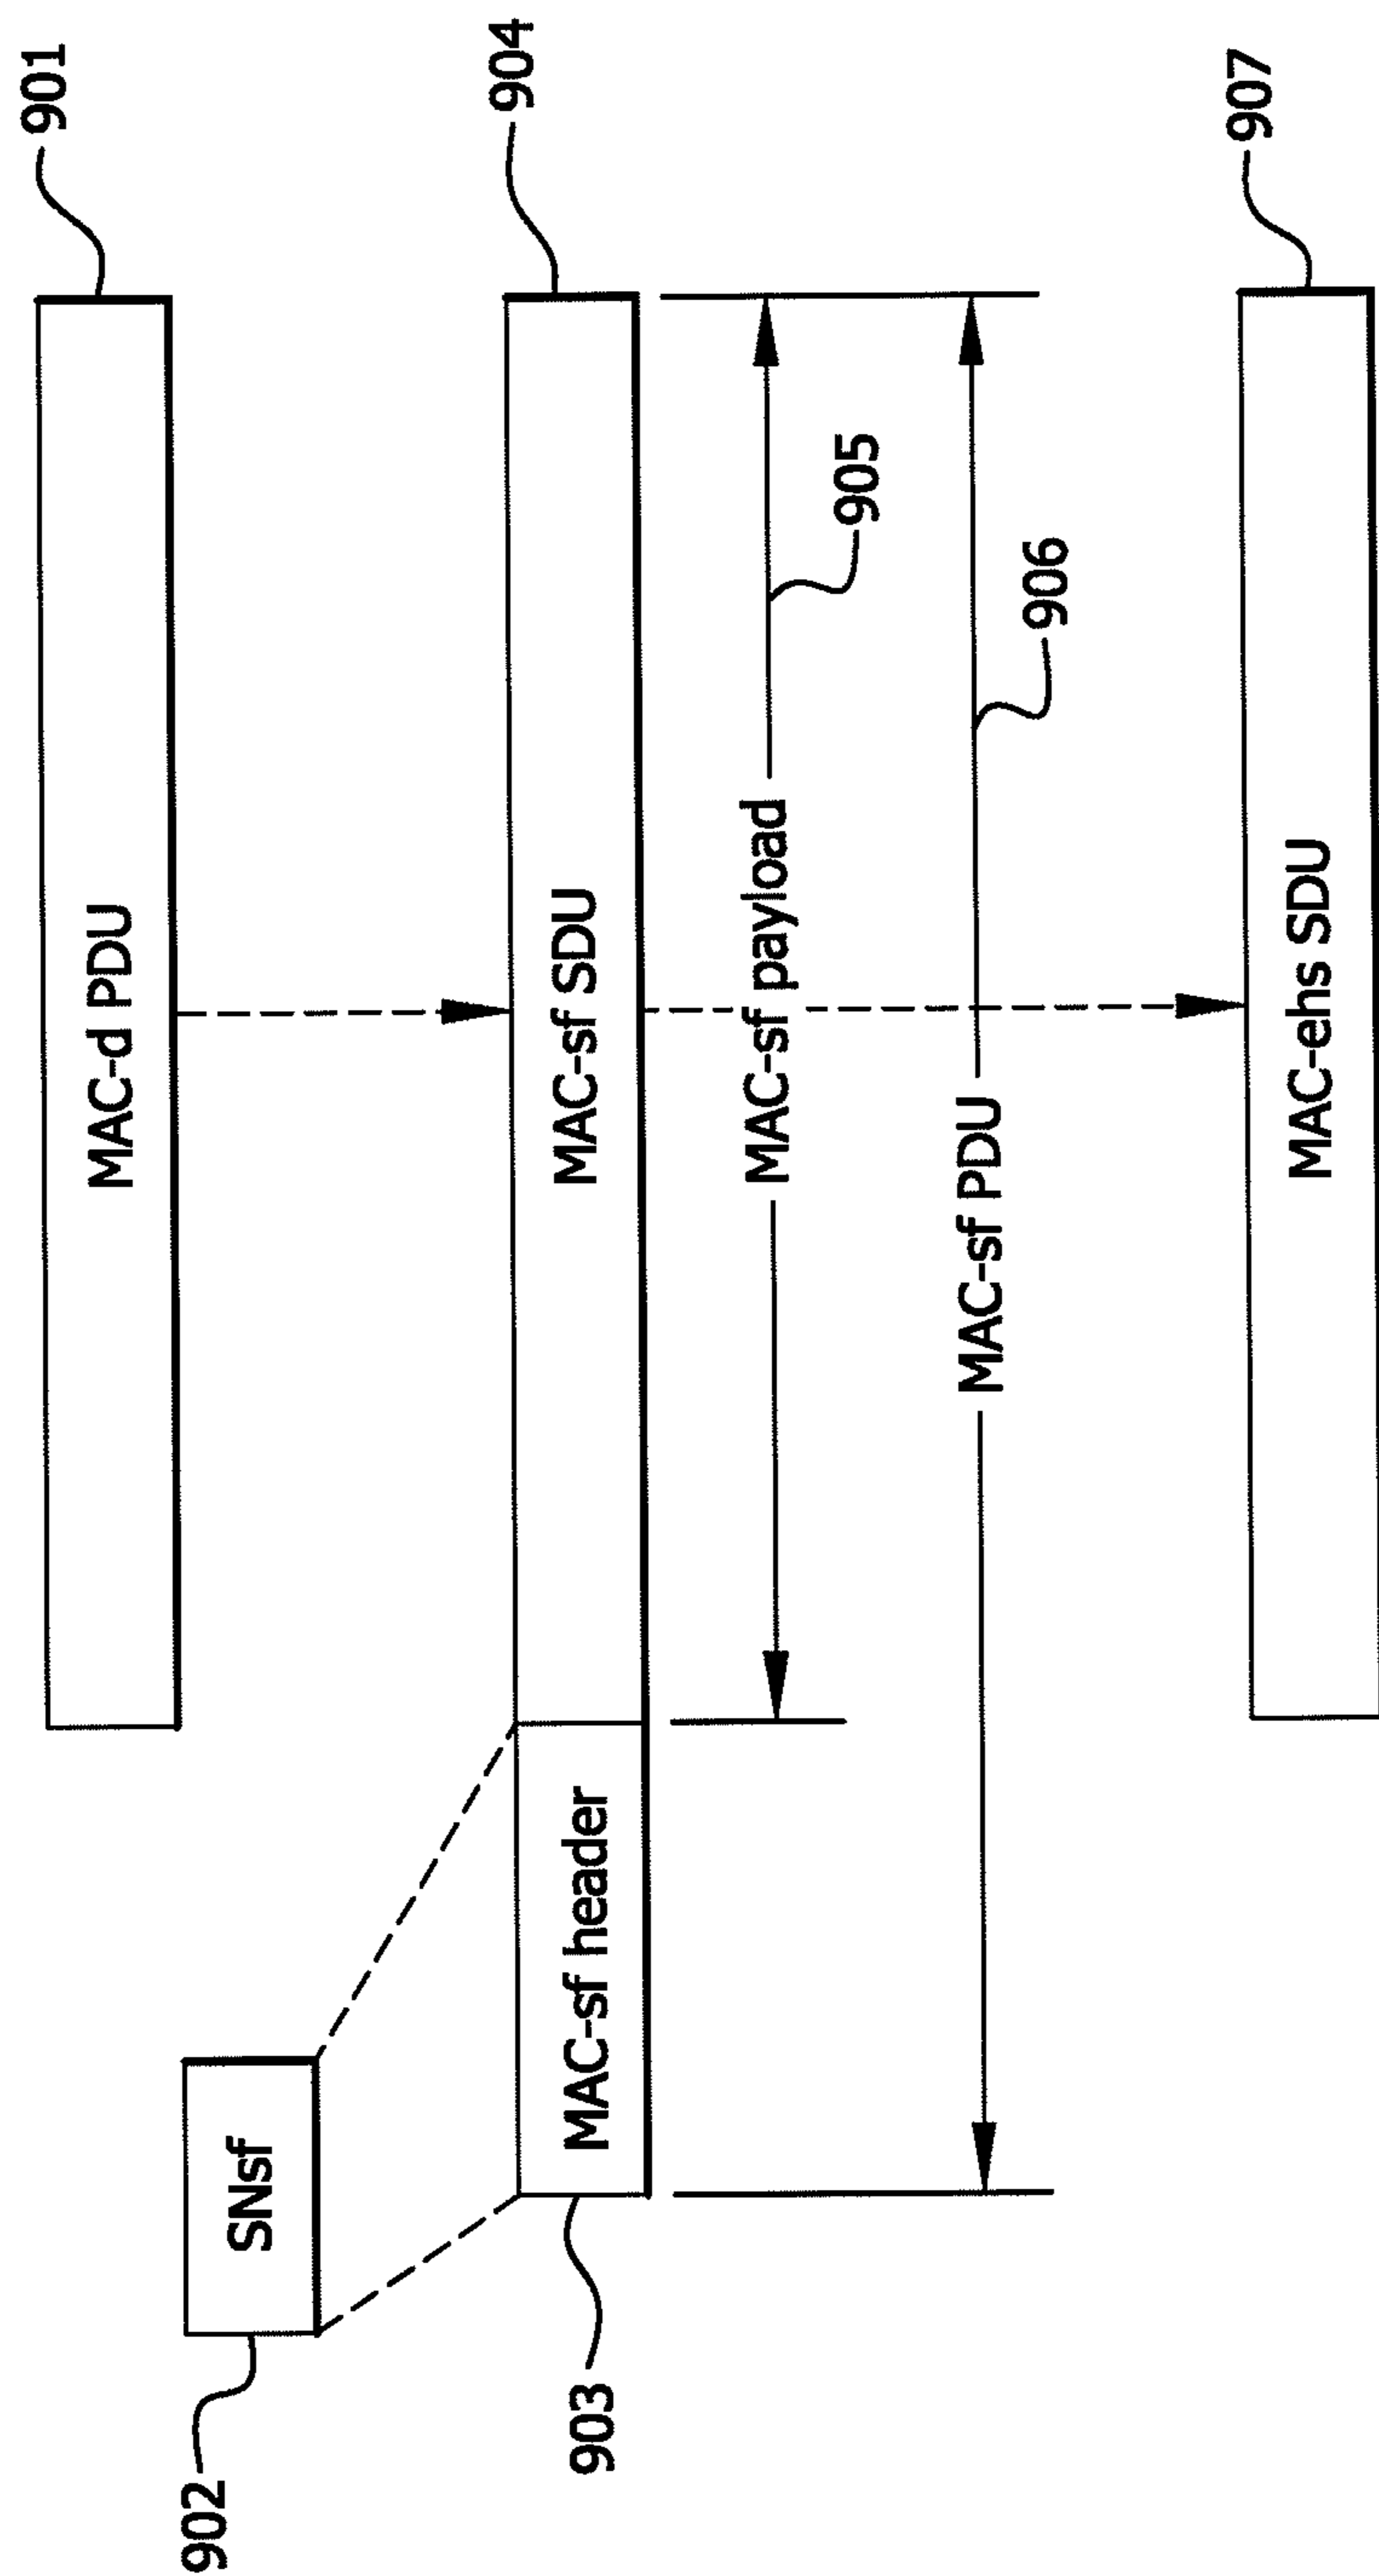 MAC-d PDU
901
SNsf
902
MAC-sf header
MAC-sf SDU
903
904
MAC-sf payload
905
MAC-sf PDU
906
MAC-ehs SDU
907